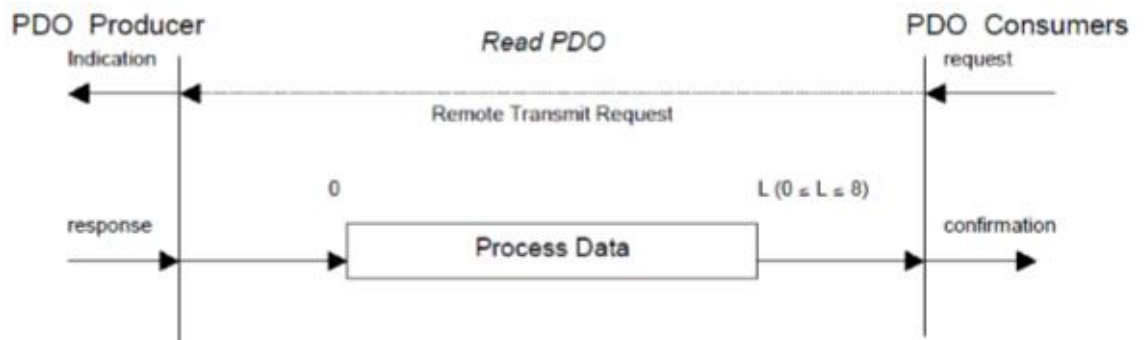 PDO Producer
Read PDO
PDO Consumers
Indication
request
Remote Transmit Request
0
L (0 ≤ L ≤ 8)
response
Process Data
confirmation